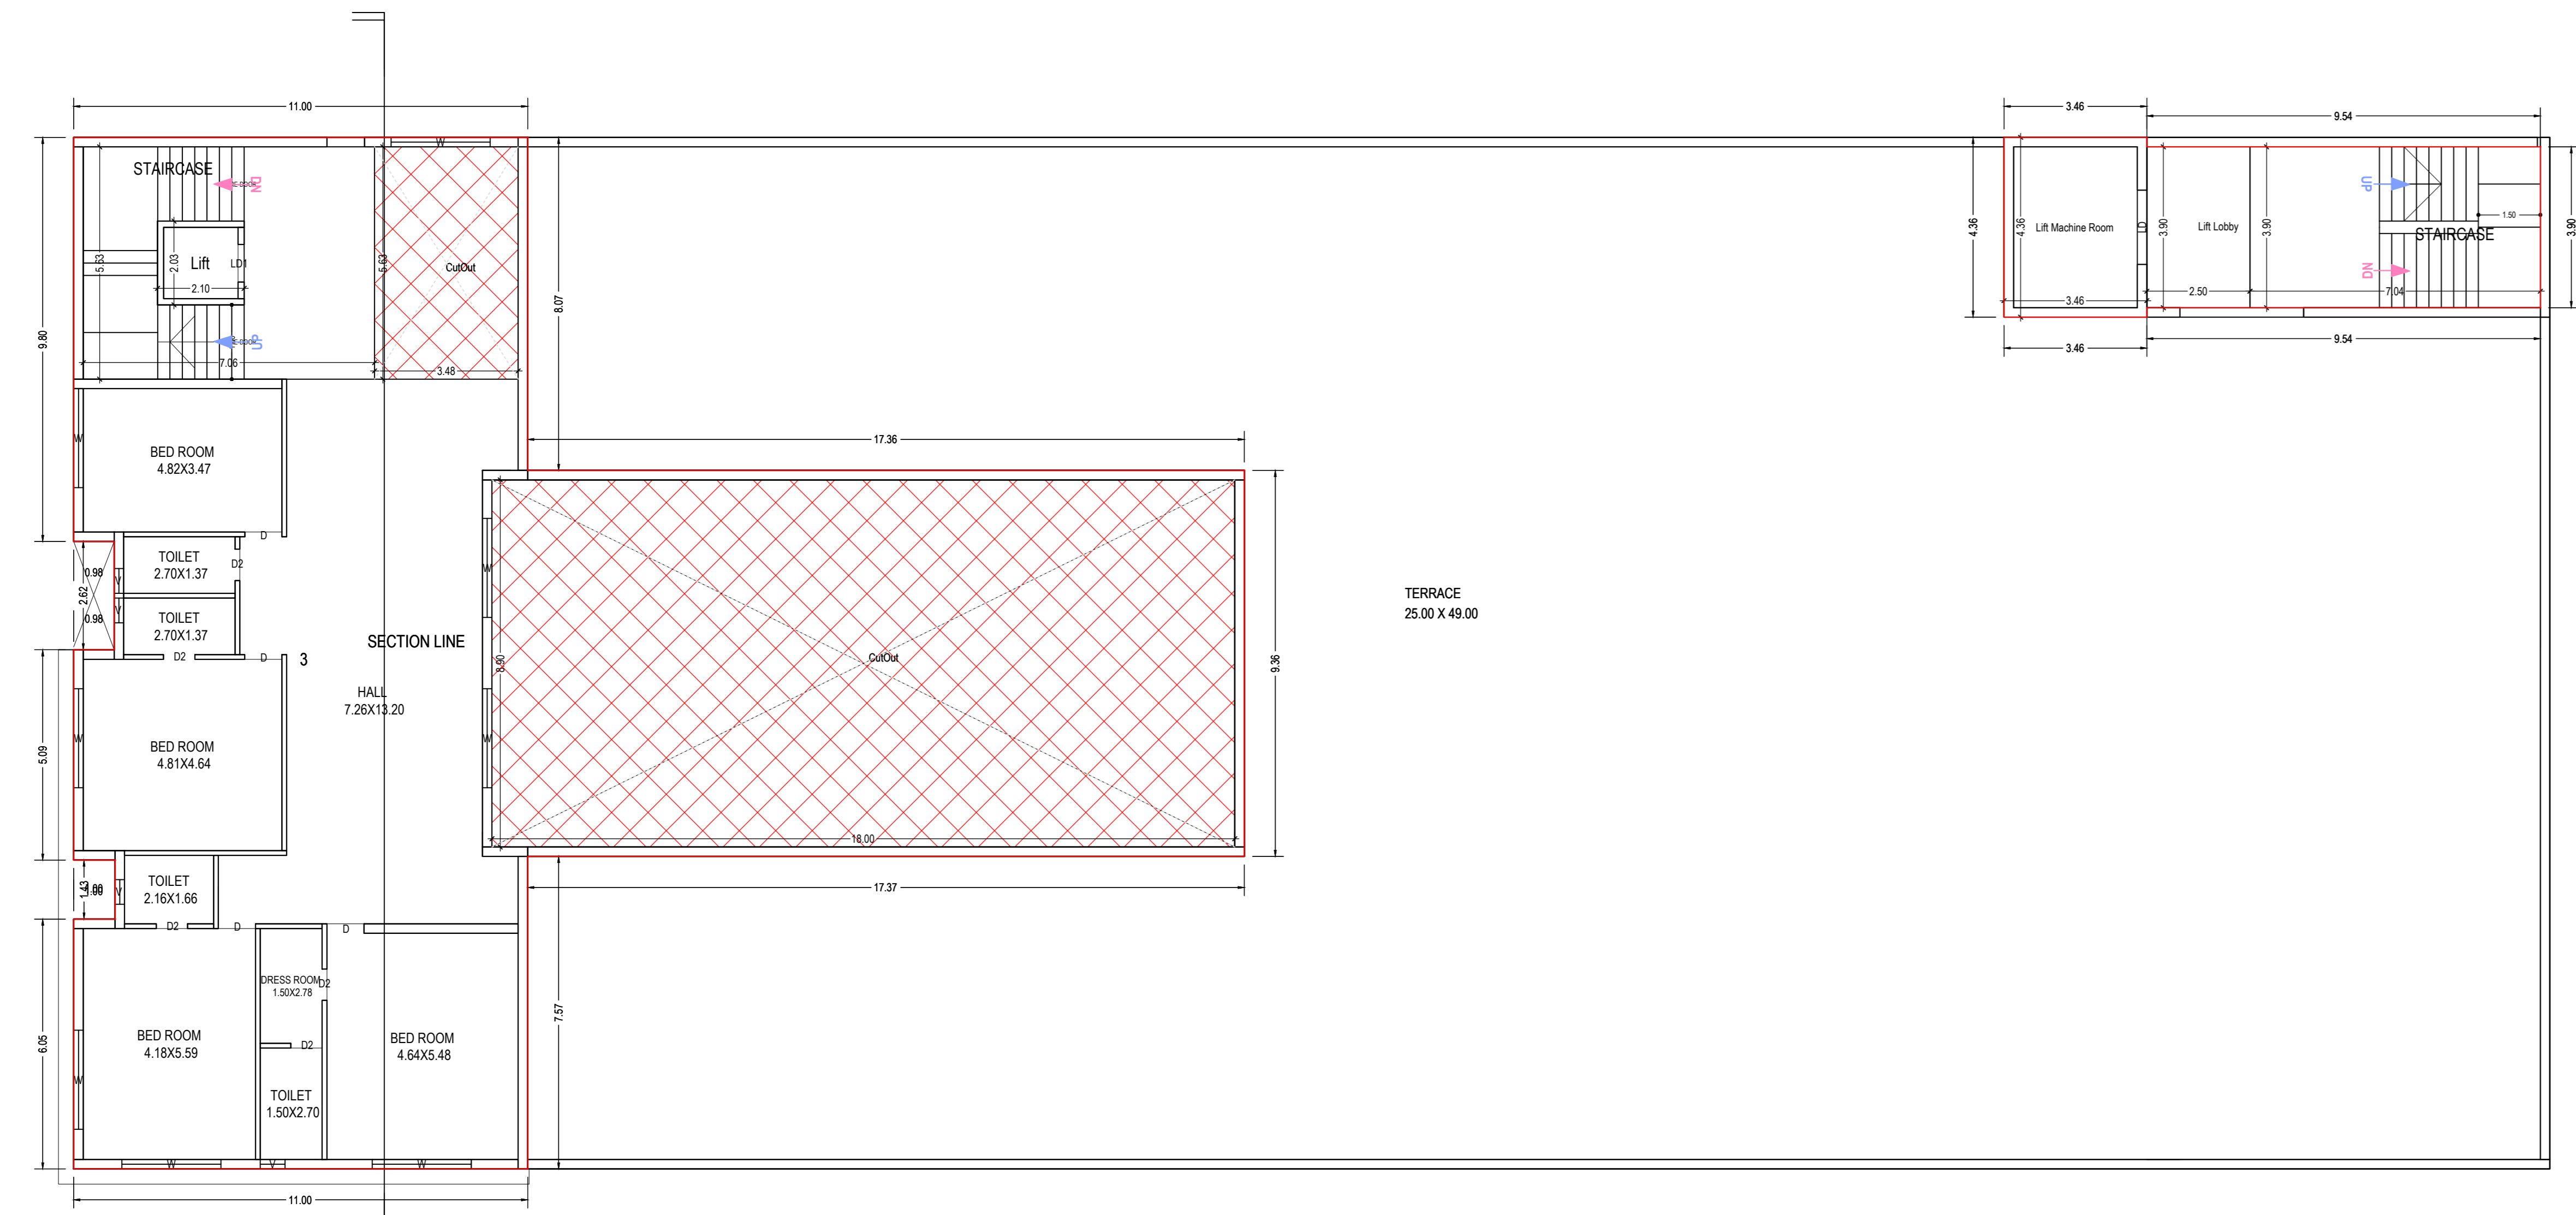 11.00
3.46
9.54
W
STAIRCASE
DN
9.80
5.63
2.03
Lift
LD1
2.10
5.63
CutOut
8.07
UP
7.06
3.48
4.36
4.36
Lift Machine Room
LD
3.90
Lift Lobby
3.90
UP
DN
STAIRCASE
1.50
3.90
3.46
2.50
7.04
3.46
9.54
W
BED ROOM
4.82X3.47
17.36
D
TOILET
2.70X1.37
D2
V
0.98
2.62
0.98
V
TOILET
2.70X1.37
D2
D
3
SECTION LINE
HALL
7.26X13.20
W
8.90
W
CutOut
18.00
9.36
TERRACE
25.00 X 49.00
5.09
W
BED ROOM
4.81X4.64
17.37
1.43
1.00
V
TOILET
2.16X1.66
D2
D
D
6.05
W
BED ROOM
4.18X5.59
DRESS ROOM
1.50X2.78
D2
D2
TOILET
1.50X2.70
BED ROOM
4.64X5.48
7.57
W
V
W
11.00